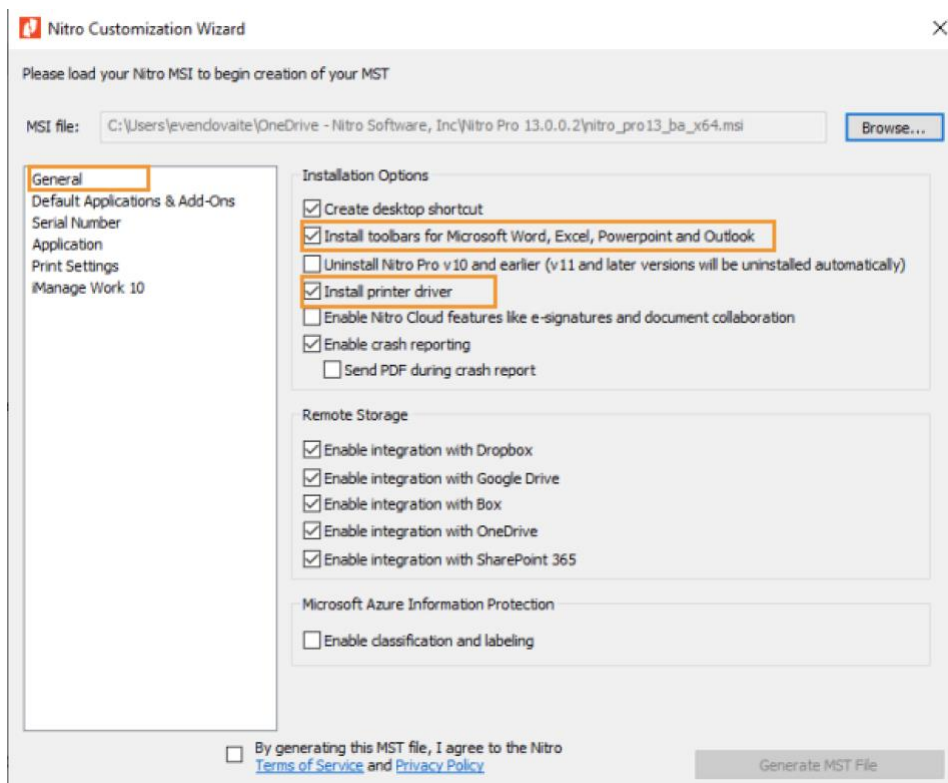 Nitro Customization Wizard
Please load your Nitro MSI to begin creation of your MST
MSI file:
C:\Users\evenclovaite\OneDrive - Nitro Software, Inc\Nitro Pro 13.0.0.2\nitro_pro13_ba_x64.msi
Browse...
General
Default Applications & Add-Ons
Serial Number
Application
Print Settings
iManage Work 10
Installation Options
Create desktop shortcut
Install toolbars for Microsoft Word, Excel, Powerpoint and Outlook
Uninstall Nitro Pro v10 and earlier (v11 and later versions will be uninstalled automatically)
Install printer driver
Enable Nitro Cloud features like e-signatures and document collaboration
Enable crash reporting
Send PDF during crash report
Remote Storage
Enable integration with Dropbox
Enable integration with Google Drive
Enable integration with Box
Enable integration with OneDrive
Enable integration with SharePoint 365
Microsoft Azure Information Protection
Enable classification and labeling
By generating this MST file, I agree to the Nitro
Terms of Service and Privacy Policy
Generate MST File